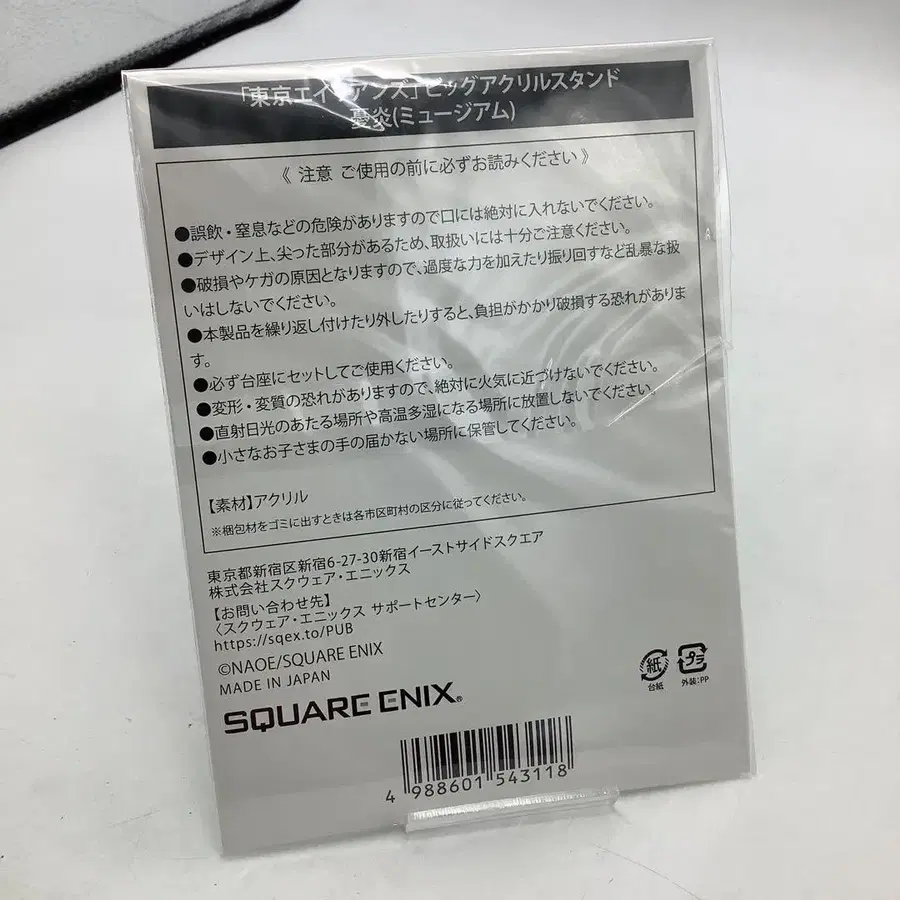 「東京エイリアンズ」ビッグアクリルスタンド
憂炎(ミュージアム)
《 注意 ご使用の前に必ずお読みください 》
●誤飲・窒息などの危険がありますので口には絶対に入れないでください。
●デザイン上、尖った部分があるため、取扱いには十分ご注意ください。
●破損やケガの原因となりますので、過度な力を加えたり振り回すなど乱暴な扱
いはしないでください。
●本製品を繰り返し付けたり外したりすると、負担がかかり破損する恐れがありま
す。
●必ず台座にセットしてご使用ください。
●変形・変質の恐れがありますので、絶対に火気に近づけないでください。
●直射日光のあたる場所や高温多湿になる場所に放置しないでください。
●小さなお子さまの手の届かない場所に保管してください。
【素材】アクリル
※梱包材をゴミに出すときは各市区町村の区分に従ってください。
東京都新宿区新宿6-27-30新宿イーストサイドスクエア
株式会社スクウェア・エニックス
【お問い合わせ先】
〈スクウェア・エニックス サポートセンター〉
https://sqex.to/PUB
©NAOE/SQUARE ENIX
MADE IN JAPAN
SQUARE ENIX®
紙 プラ
台紙 外装:PP
4 988601 543118